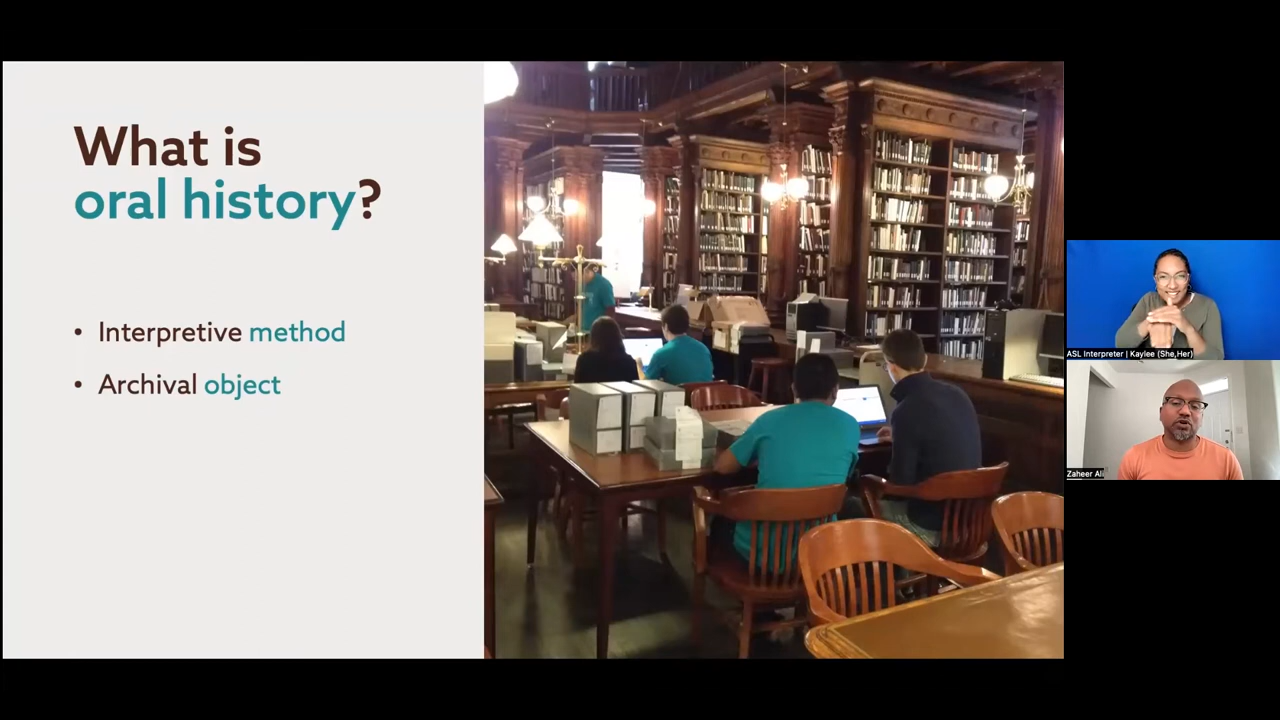 What is
oral history?
• Interpretive method
• Archival object
ASL Interpreter | Kaylee (She,Her)
Zaheer Ali